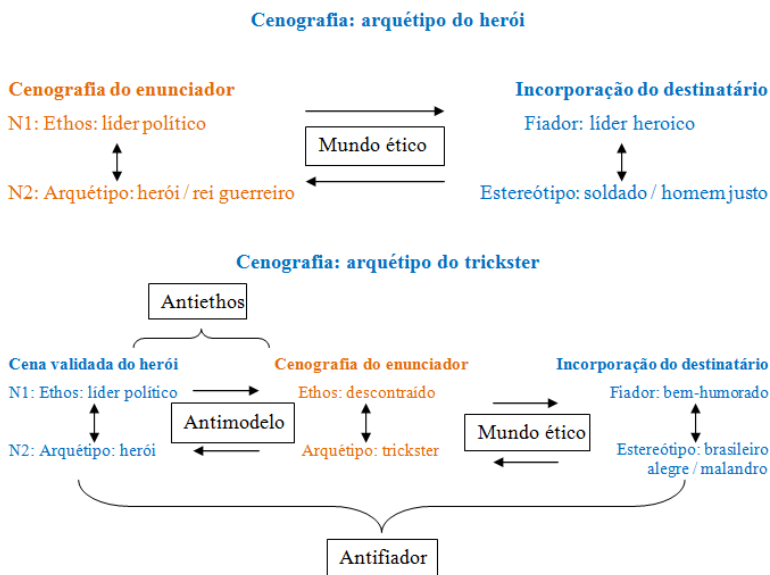 Cenografia: arquétipo do herói
Cenografia do enunciador
Incorporação do destinatário
N1: Ethos: líder político
Fiador: líder heroico
Mundo ético
N2: Arquétipo: herói / rei guerreiro
Estereótipo: soldado / homem justo
Cenografia: arquétipo do trickster
Antiethos
Cena validada do herói
Cenografia do enunciador
Incorporação do destinatário
N1: Ethos: líder político
Ethos: descontraído
Fiador: bem-humorado
Antimodelo
Mundo ético
N2: Arquétipo: herói
Arquétipo: trickster
Estereótipo: brasileiro
alegre / malandro
Antifiador